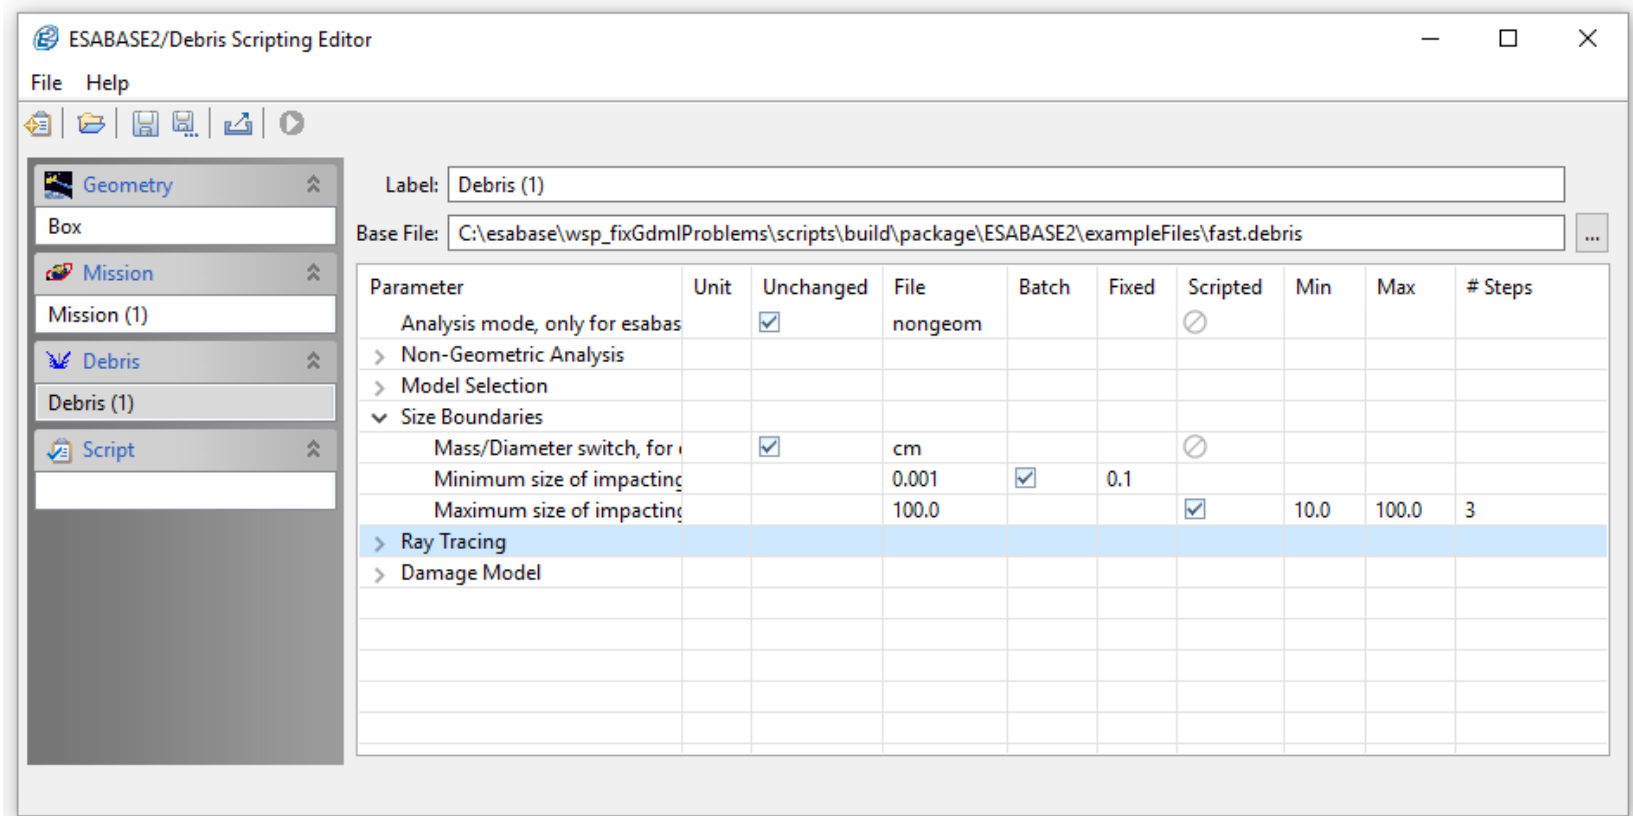 ESABASE2/Debris Scripting Editor
File Help
Geometry
Box
Mission
Mission (1)
Debris
Debris (1)
Script
Label: Debris (1)
Base File: C:\esabase\wsp_fixGdmlProblems\scripts\build\package\ESABASE2\exampleFiles\fast.debris ...
Parameter Unit Unchanged File Batch Fixed Scripted Min Max # Steps
Analysis mode, only for esabas nongeom
Non-Geometric Analysis
Model Selection
Size Boundaries
Mass/Diameter switch, for cm
Minimum size of impacting 0.001 0.1
Maximum size of impacting 100.0 10.0 100.0 3
Ray Tracing
Damage Model